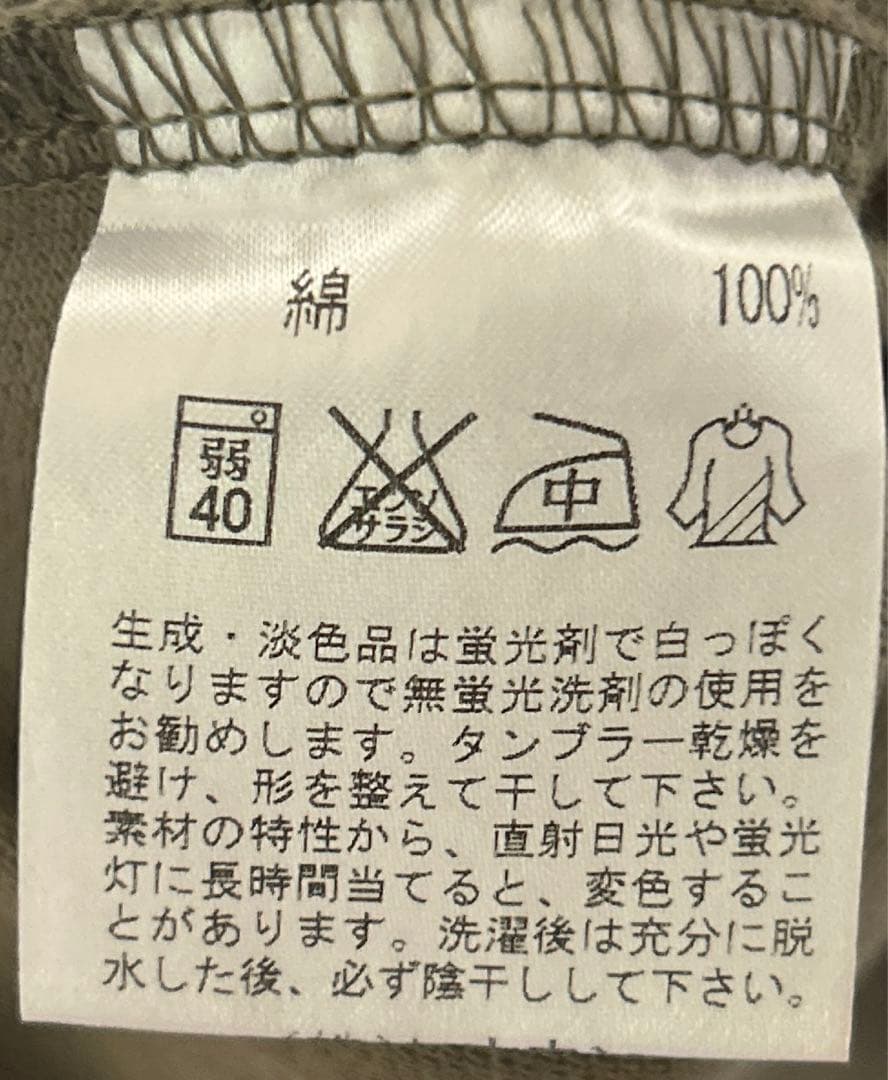 綿 100%
弱
40
エンソ
サラシ
中
生成・淡色品は蛍光剤で白っぽく
なりますので無蛍光洗剤の使用を
お勧めします。タンブラー乾燥を
避け、形を整えて干して下さい。
素材の特性から、直射日光や蛍光
灯に長時間当てると、変色するこ
とがあります。洗濯後は充分に脱
水した後、必ず陰干しして下さい。